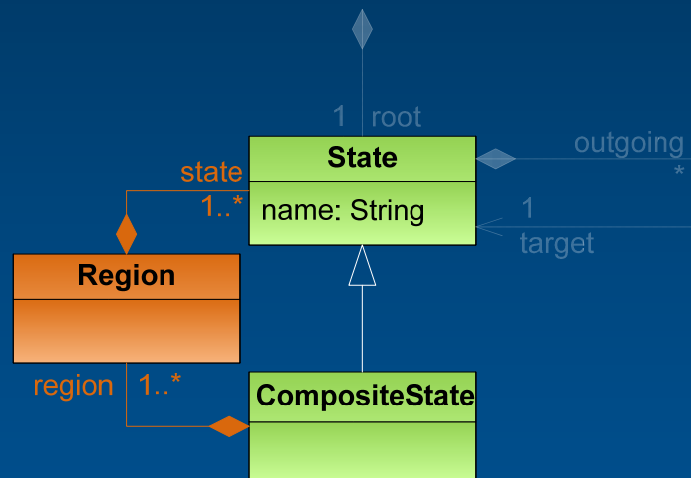 1 root
State
outgoing
*
state
1..*
name: String
1
target
Region
region 1..*
CompositeState